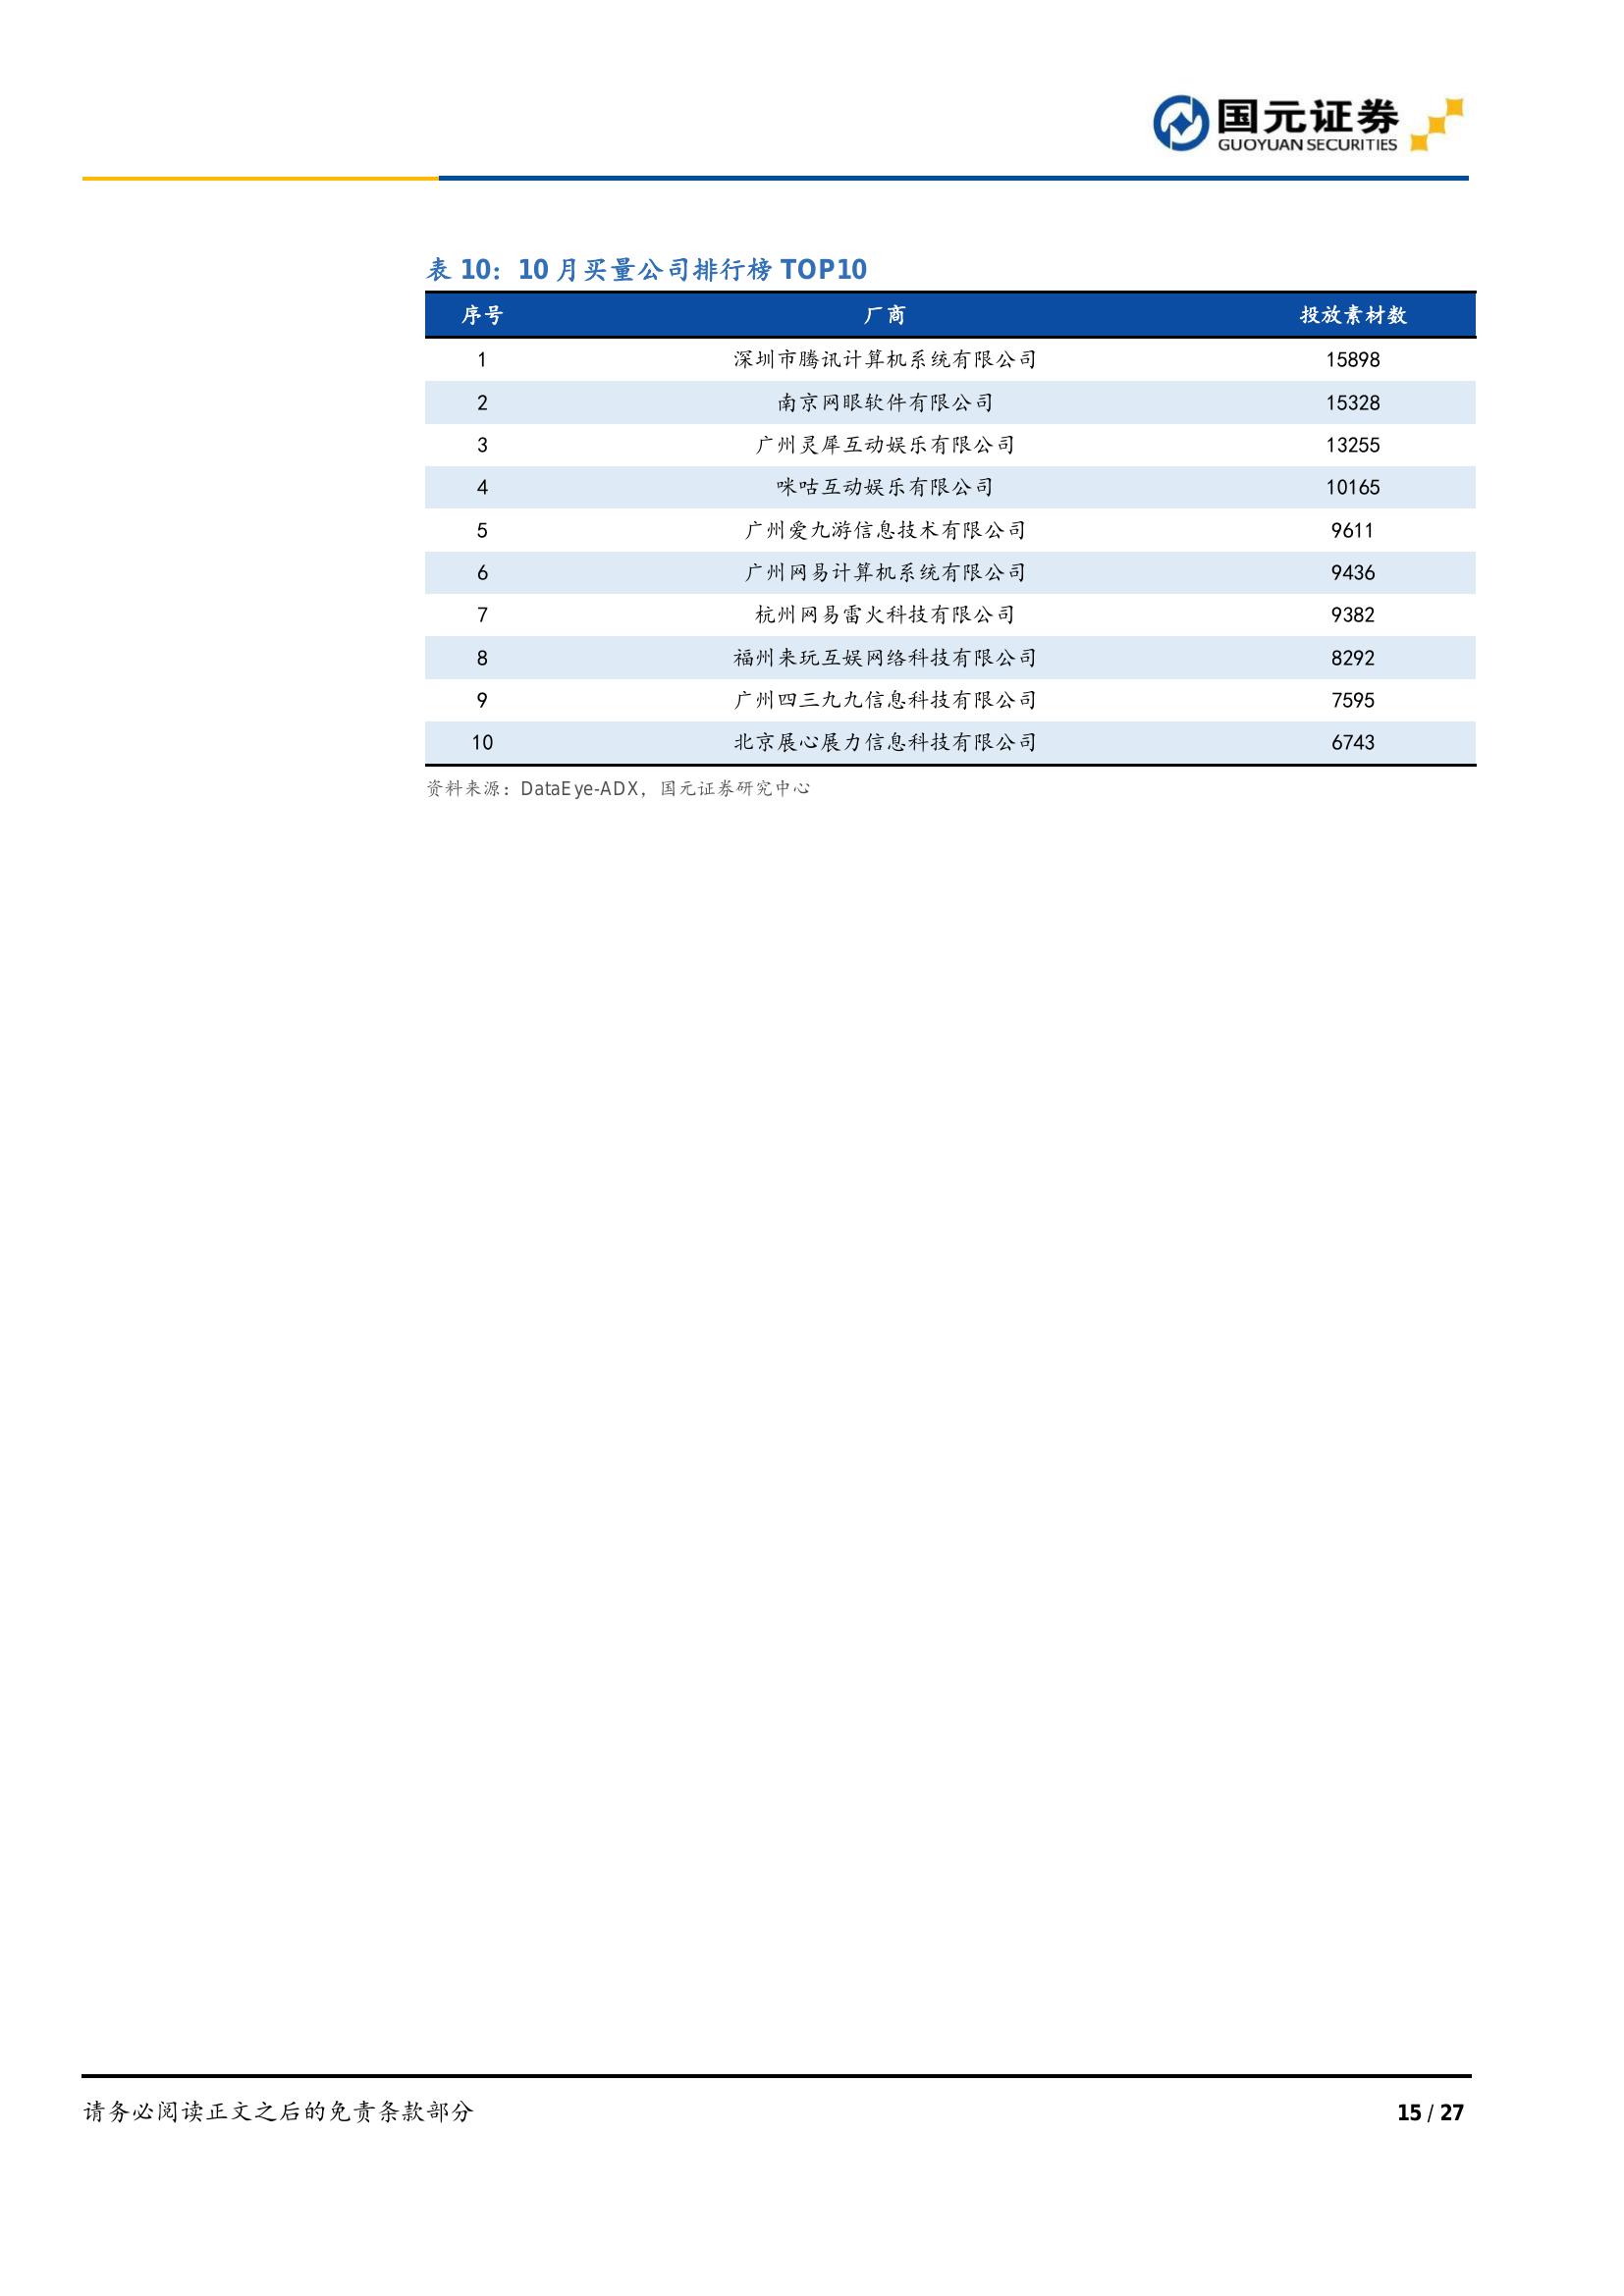 国元证券
GUOYUAN SECURITIES
表 10：10 月买量公司排行榜 TOP10
序号 厂商 投放素材数
1 深圳市腾讯计算机系统有限公司 15898
2 南京网眼软件有限公司 15328
3 广州灵犀互动娱乐有限公司 13255
4 咪咕互动娱乐有限公司 10165
5 广州爱九游信息技术有限公司 9611
6 广州网易计算机系统有限公司 9436
7 杭州网易雷火科技有限公司 9382
8 福州来玩互娱网络科技有限公司 8292
9 广州四三九九信息科技有限公司 7595
10 北京展心展力信息科技有限公司 6743
资料来源：DataEye-ADX，国元证券研究中心
请务必阅读正文之后的免责条款部分 15 / 27